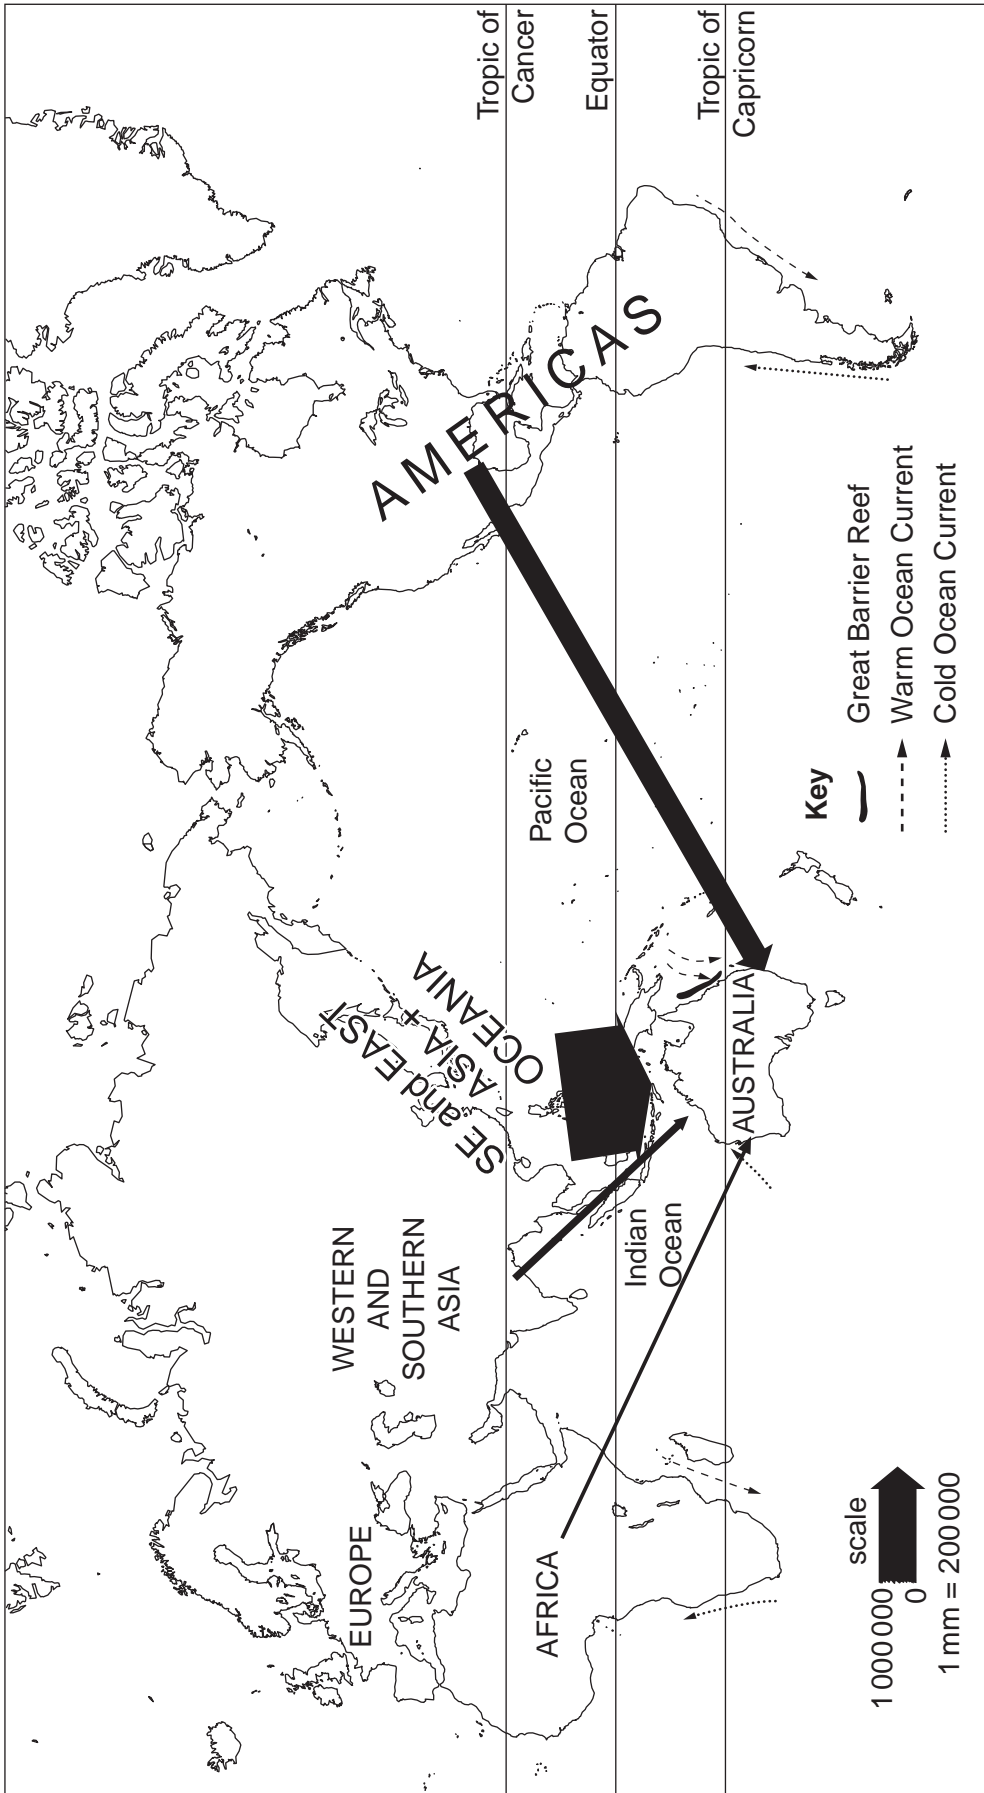 Tropic of
Cancer
Equator
Tropic of
Capricorn
AMERICAS
Pacific
Ocean
SE and EAST
ASIA +
OCEANIA
WESTERN
AND
SOUTHERN
ASIA
EUROPE
AFRICA
Indian
Ocean
AUSTRALIA
Key
Great Barrier Reef
Warm Ocean Current
Cold Ocean Current
scale
1 000 000
0
1 mm = 200 000